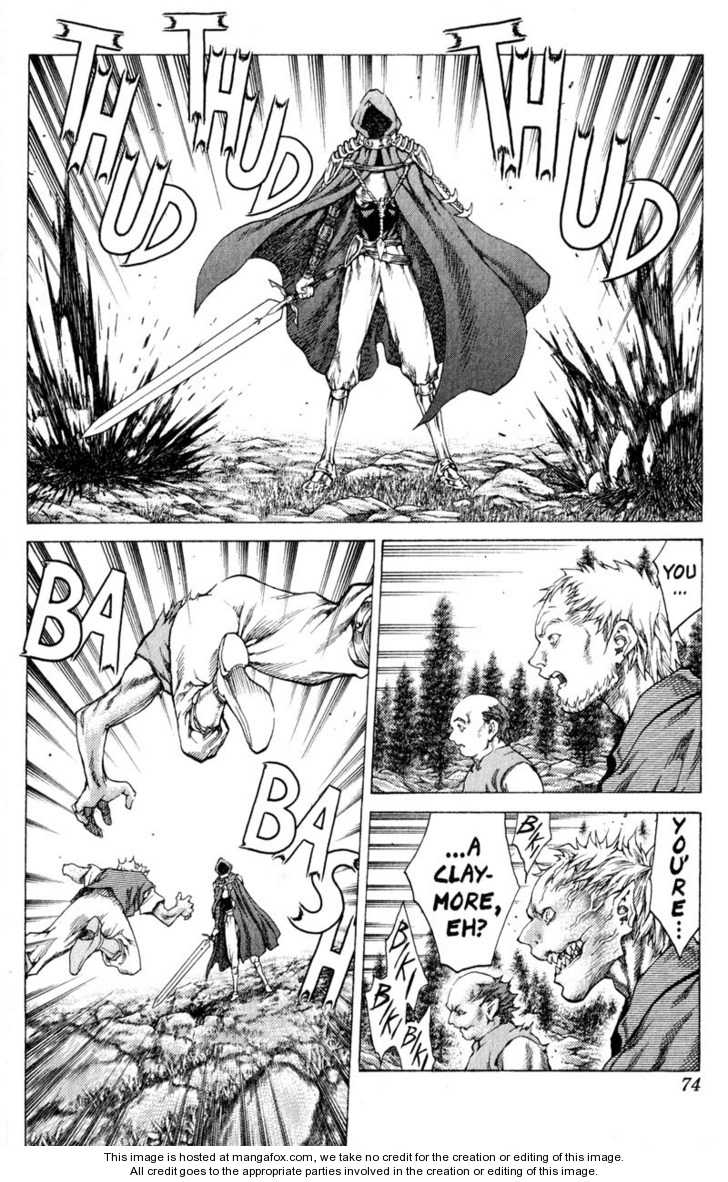 THUD
THUD
THUD
BA
BASH
YOU
...
YOU'RE...
BIKI
...A
CLAY-
MORE,
EH?
BIKI
BIKI
BIKI
74
This image is hosted at mangafox.com, we take no credit for the creation or editing of this image.
All credit goes to the appropriate parties involved in the creation or editing of this image.